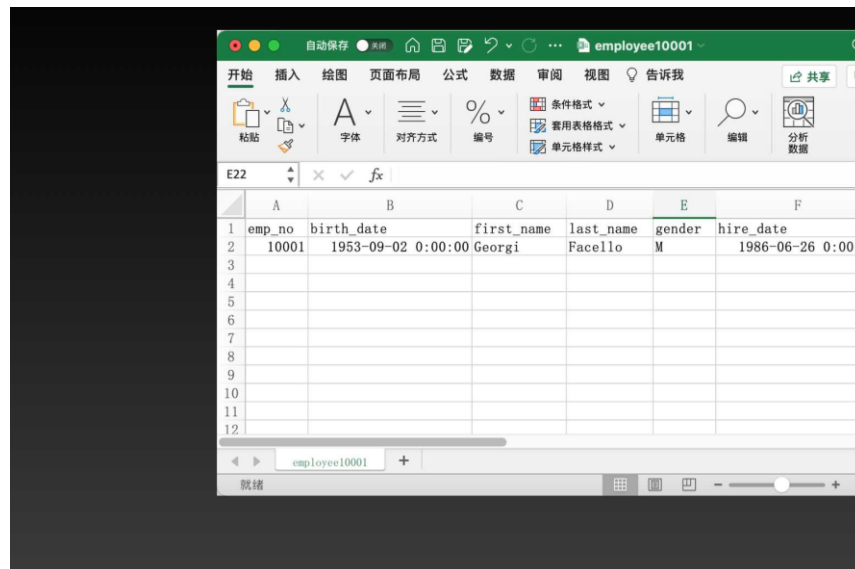 自动保存 关闭 employee10001
开始 插入 绘图 页面布局 公式 数据 审阅 视图 告诉我 共享
粘贴 字体 对齐方式 编号 条件格式 套用表格格式 单元格样式 单元格 编辑 分析数据
E22 fx
A B C D E F
1 emp_no birth_date first_name last_name gender hire_date
2 10001 1953-09-02 0:00:00 Georgi Facello M 1986-06-26 0:00
3
4
5
6
7
8
9
10
11
12
employee10001 +
就绪